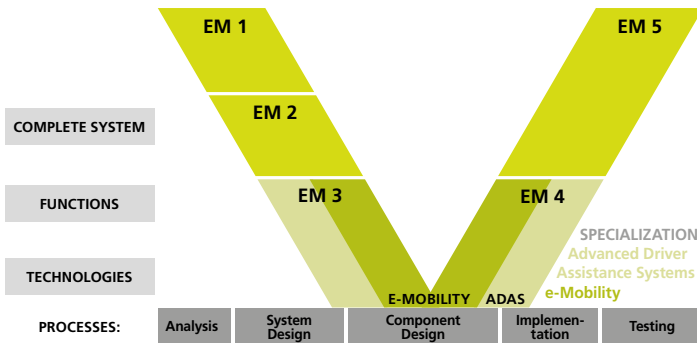 EM 1
EM 5
EM 2
COMPLETE SYSTEM
EM 3
EM 4
FUNCTIONS
SPECIALIZATION
Advanced Driver
Assistance Systems
e-Mobility
TECHNOLOGIES
E-MOBILITY ADAS
PROCESSES:
Analysis
System
Design
Component
Design
Implemen-
tation
Testing